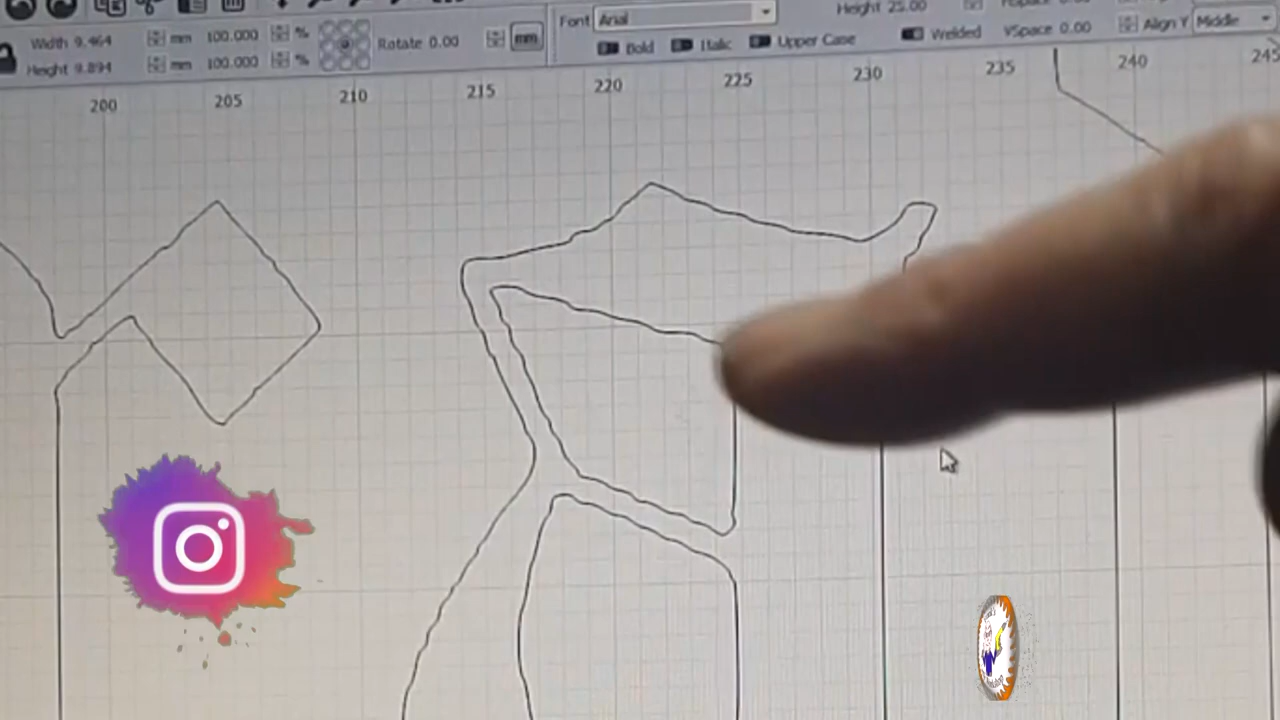 Width 9.464 mm 100.000 % Rotate 0.00 mm
Height 9.894 mm 100.000 %
Font Arial Height 25.00
Bold Italic Upper Case Welded VSpace 0.00 Align Y Middle
200 205 210 215 220 225 230 235 240 245